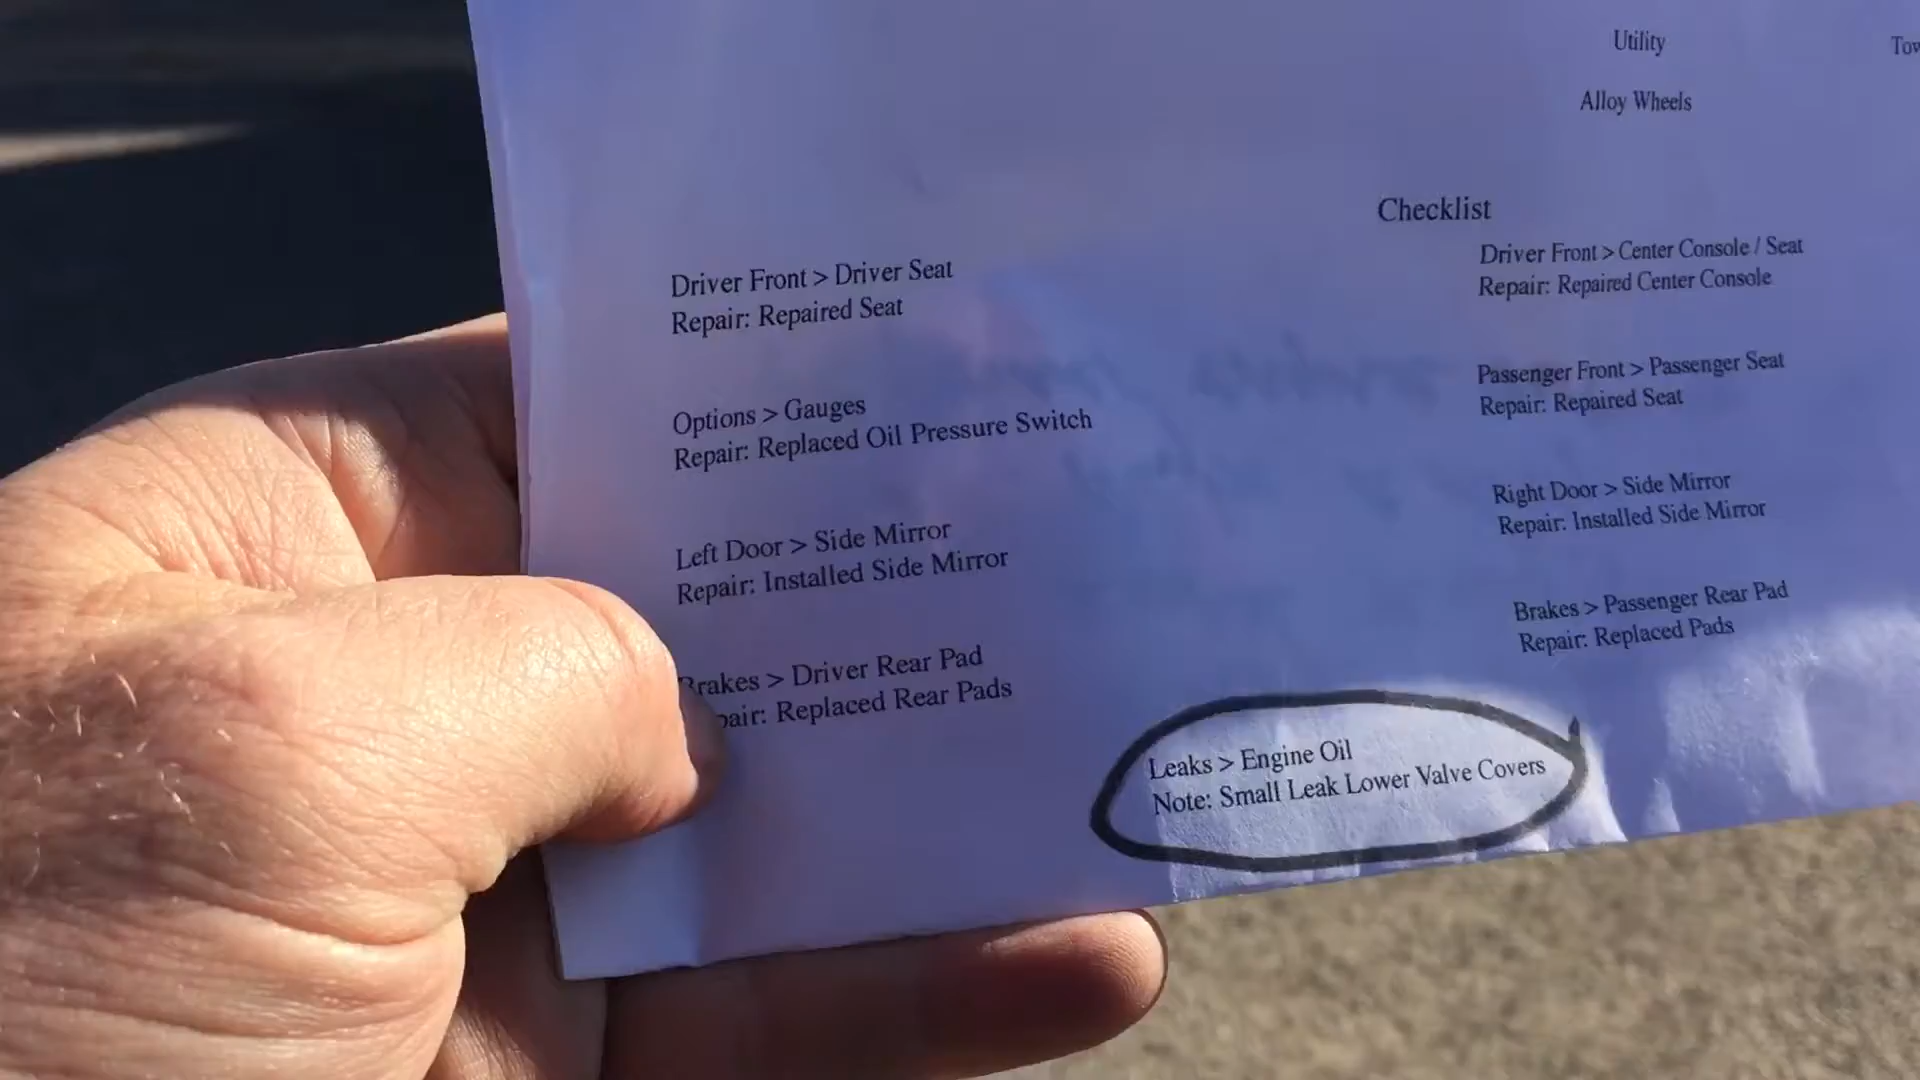 Utility
Alloy Wheels
Checklist
Driver Front > Driver Seat
Repair: Repaired Seat
Driver Front > Center Console / Seat
Repair: Repaired Center Console
Options > Gauges
Repair: Replaced Oil Pressure Switch
Passenger Front > Passenger Seat
Repair: Repaired Seat
Left Door > Side Mirror
Repair: Installed Side Mirror
Right Door > Side Mirror
Repair: Installed Side Mirror
Brakes > Driver Rear Pad
Replaced Rear Pads
Brakes > Passenger Rear Pad
Repair: Replaced Pads
Leaks > Engine Oil
Note: Small Leak Lower Valve Covers